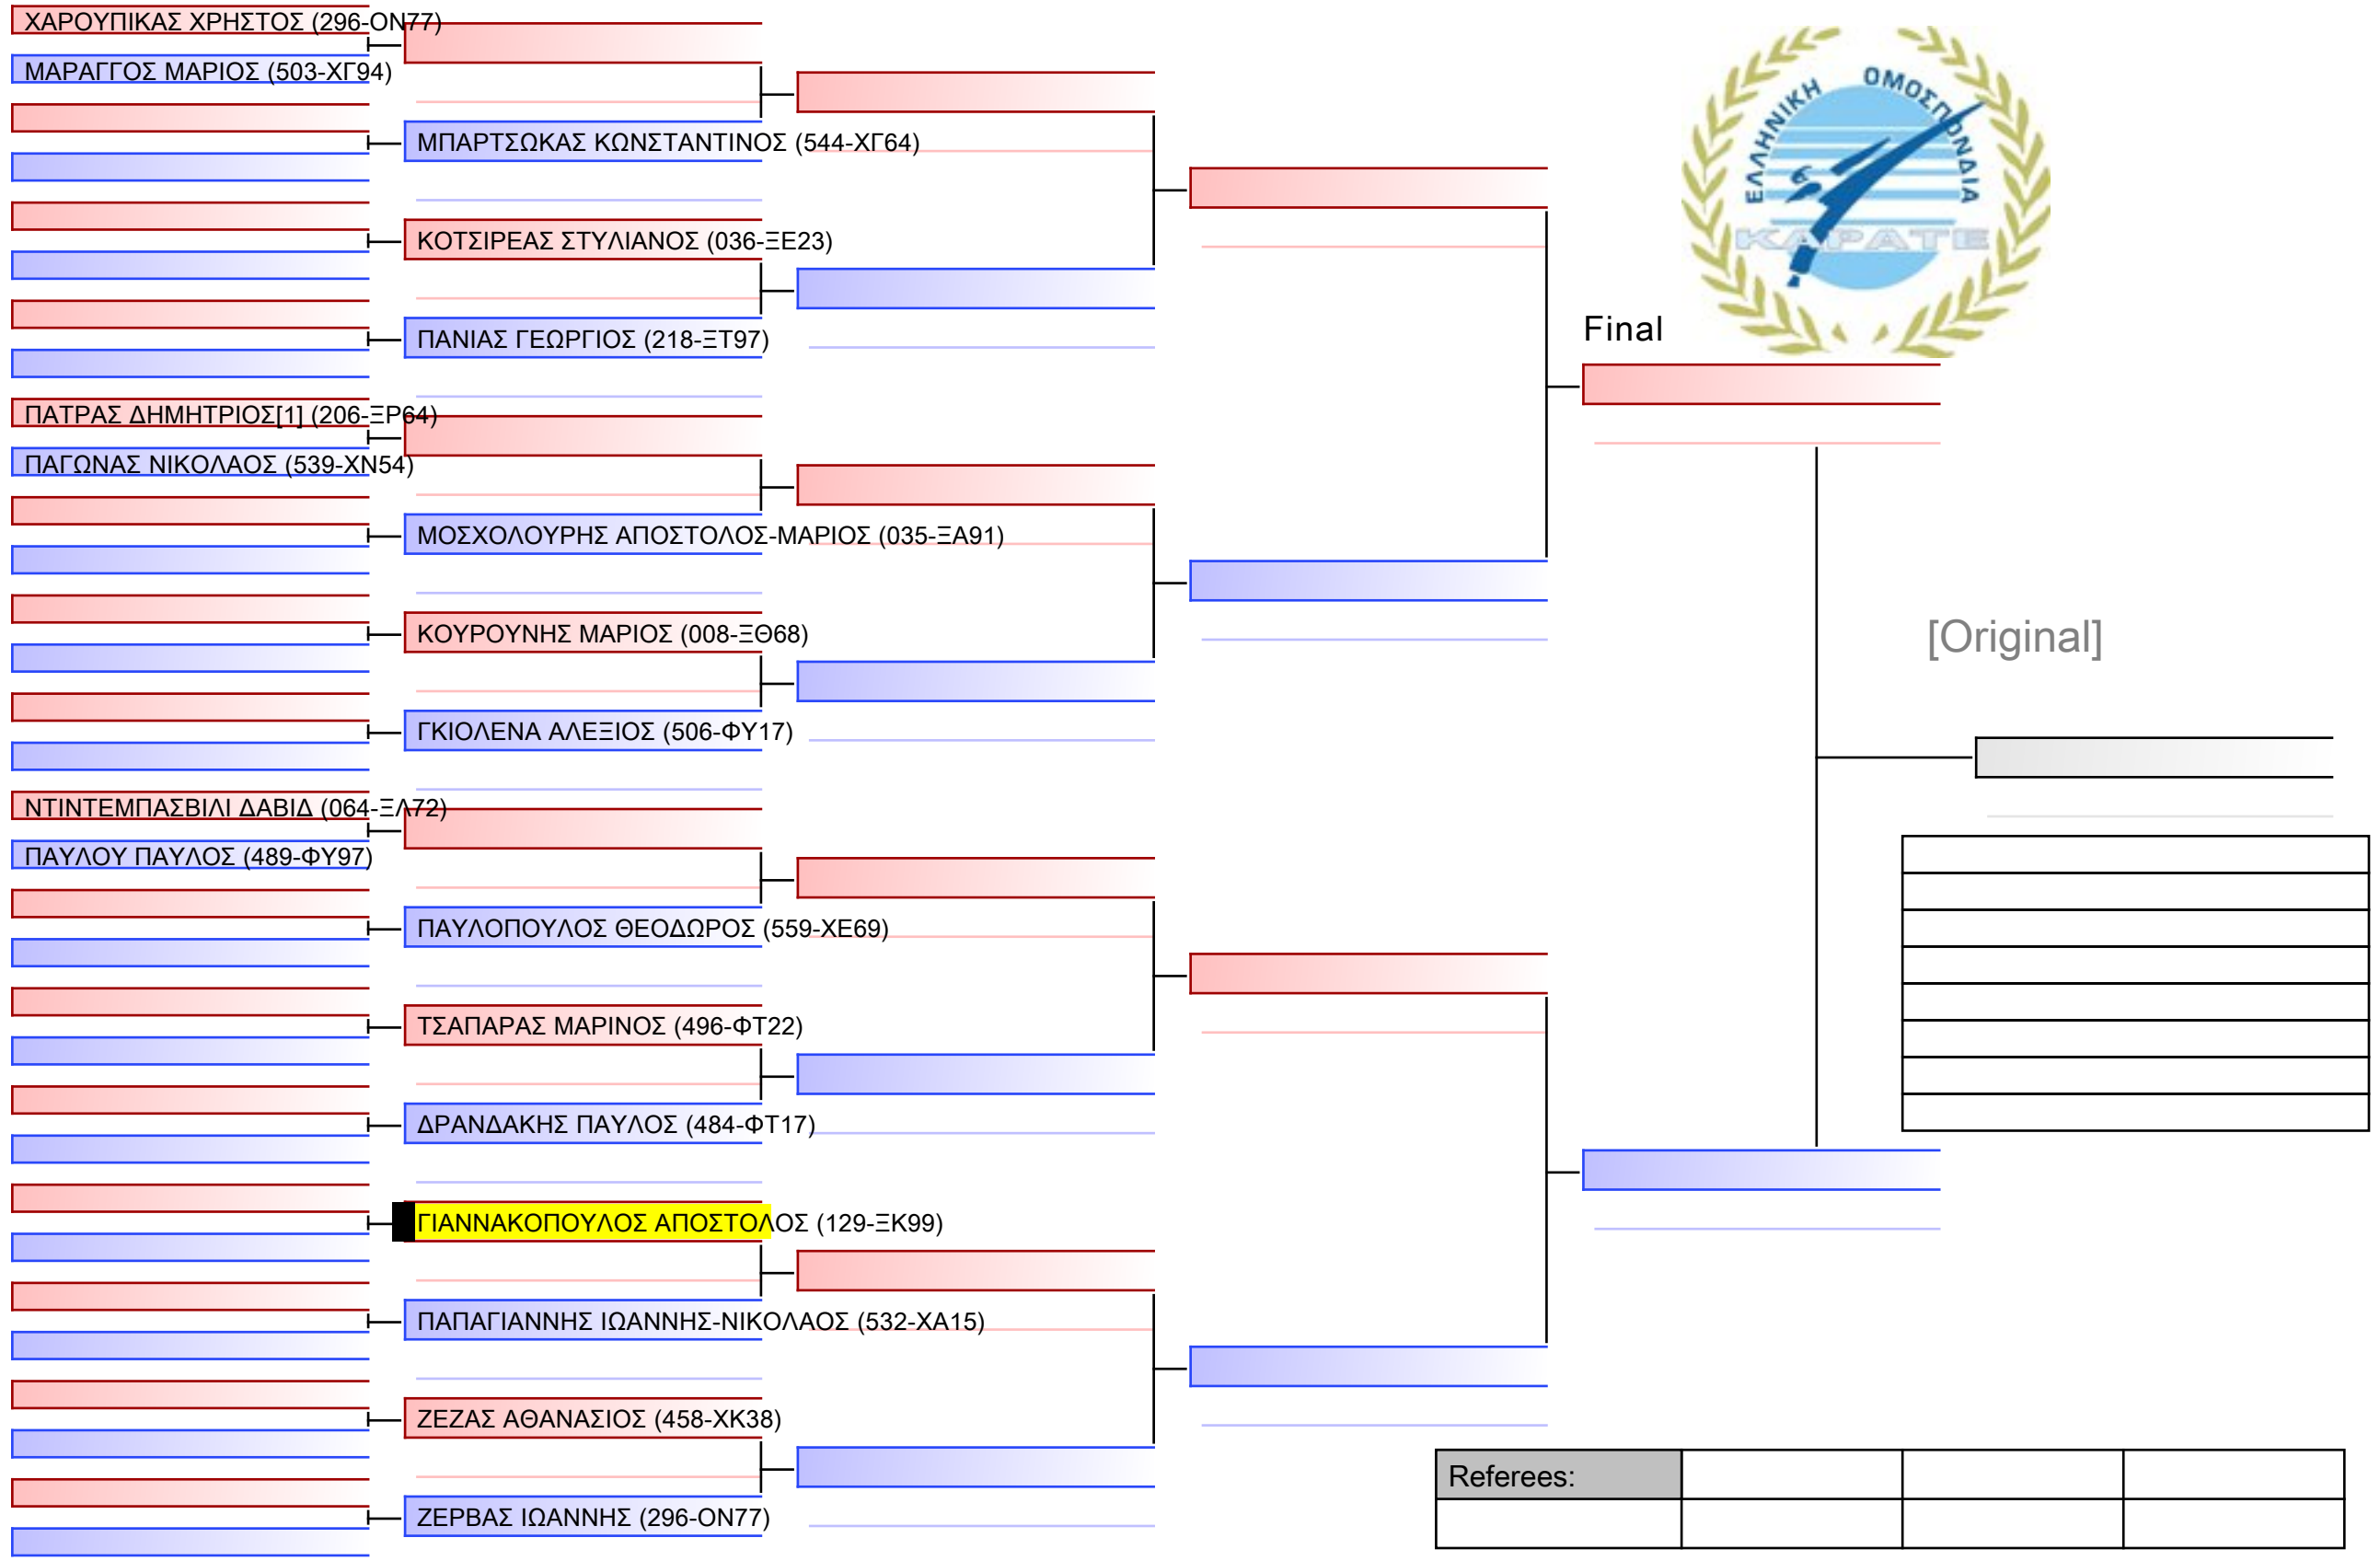 ΧΑΡΟΥΠΙΚΑΣ ΧΡΗΣΤΟΣ (296-ΟΝ77)
ΜΑΡΑΓΓΟΣ ΜΑΡΙΟΣ (503-ΧΓ94)
ΜΠΑΡΤΣΩΚΑΣ ΚΩΝΣΤΑΝΤΙΝΟΣ (544-ΧΓ64)
ΚΟΤΣΙΡΕΑΣ ΣΤΥΛΙΑΝΟΣ (036-ΞΕ23)
ΠΑΝΙΑΣ ΓΕΩΡΓΙΟΣ (218-ΞΤ97)
ΠΑΤΡΑΣ ΔΗΜΗΤΡΙΟΣ[1] (206-ΞΡ64)
ΠΑΓΩΝΑΣ ΝΙΚΟΛΑΟΣ (539-ΧΝ54)
ΜΟΣΧΟΛΟΥΡΗΣ ΑΠΟΣΤΟΛΟΣ-ΜΑΡΙΟΣ (035-ΞΑ91)
ΚΟΥΡΟΥΝΗΣ ΜΑΡΙΟΣ (008-ΞΘ68)
ΓΚΙΟΛΕΝΑ ΑΛΕΞΙΟΣ (506-ΦΥ17)
ΝΤΙΝΤΕΜΠΑΣΒΙΛΙ ΔΑΒΙΔ (064-ΞΛ72)
ΠΑΥΛΟΥ ΠΑΥΛΟΣ (489-ΦΥ97)
ΠΑΥΛΟΠΟΥΛΟΣ ΘΕΟΔΩΡΟΣ (559-ΧΕ69)
ΤΣΑΠΑΡΑΣ ΜΑΡΙΝΟΣ (496-ΦΤ22)
ΔΡΑΝΔΑΚΗΣ ΠΑΥΛΟΣ (484-ΦΤ17)
ΓΙΑΝΝΑΚΟΠΟΥΛΟΣ ΑΠΟΣΤΟΛΟΣ (129-ΞΚ99)
ΠΑΠΑΓΙΑΝΝΗΣ ΙΩΑΝΝΗΣ-ΝΙΚΟΛΑΟΣ (532-ΧΑ15)
ΖΕΖΑΣ ΑΘΑΝΑΣΙΟΣ (458-ΧΚ38)
ΖΕΡΒΑΣ ΙΩΑΝΝΗΣ (296-ΟΝ77)
ΕΛΛΗΝΙΚΗ ΟΜΟΣΠΟΝΔΙΑ
ΚΑΡΑΤΕ
Final
[Original]
Referees: